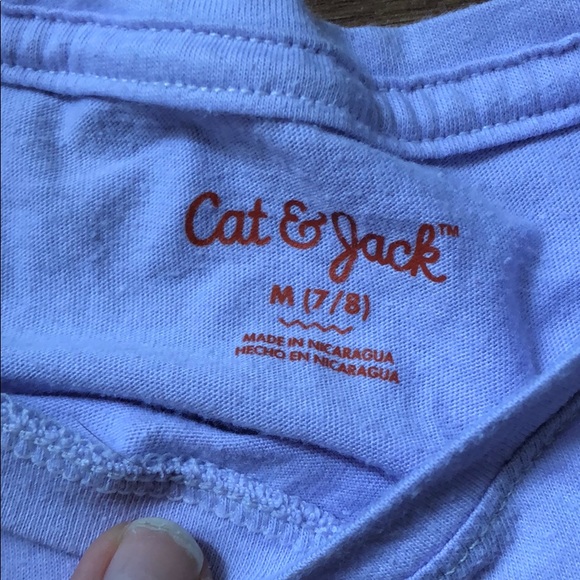 Cat & Jack™
M (7/8)
MADE IN NICARAGUA
HECHO EN NICARAGUA